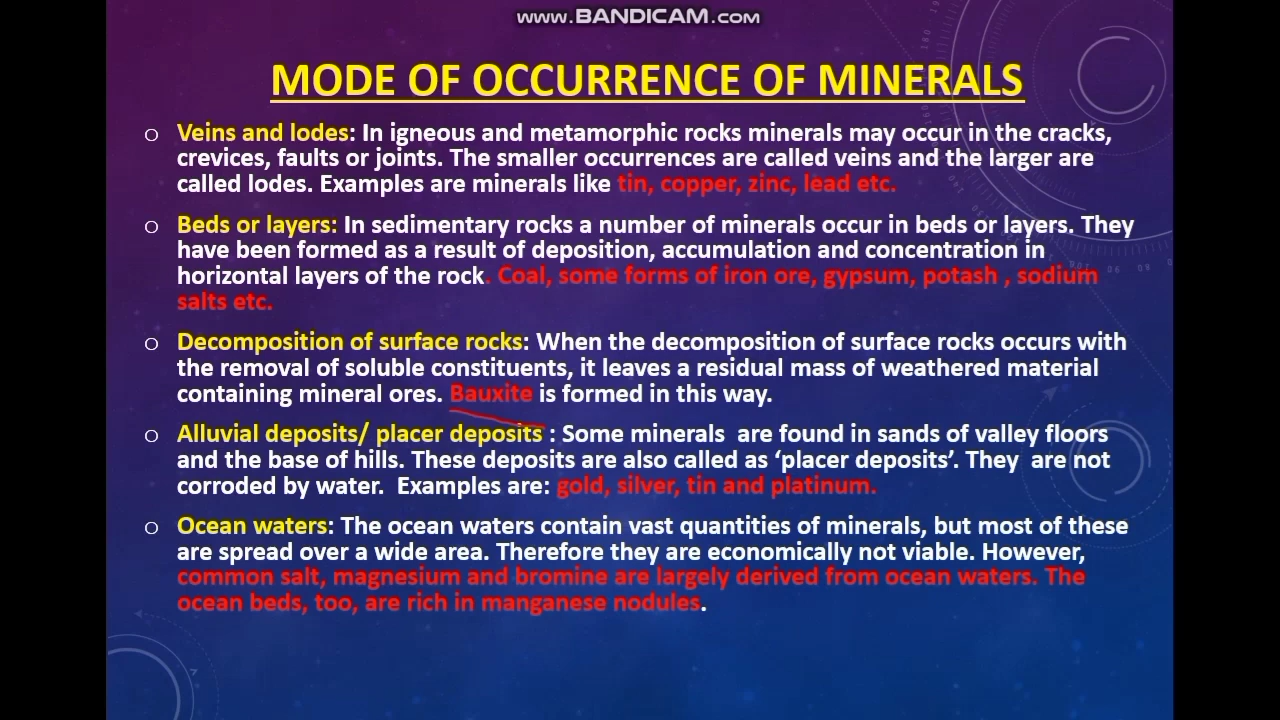 www.BANDICAM.com
MODE OF OCCURRENCE OF MINERALS
o Veins and lodes: In igneous and metamorphic rocks minerals may occur in the cracks,
crevices, faults or joints. The smaller occurrences are called veins and the larger are
called lodes. Examples are minerals like tin, copper, zinc, lead etc.
o Beds or layers: In sedimentary rocks a number of minerals occur in beds or layers. They
have been formed as a result of deposition, accumulation and concentration in
horizontal layers of the rock. Coal, some forms of iron ore, gypsum, potash , sodium
salts etc.
o Decomposition of surface rocks: When the decomposition of surface rocks occurs with
the removal of soluble constituents, it leaves a residual mass of weathered material
containing mineral ores. Bauxite is formed in this way.
o Alluvial deposits/ placer deposits : Some minerals  are found in sands of valley floors
and the base of hills. These deposits are also called as ‘placer deposits’. They  are not
corroded by water.  Examples are: gold, silver, tin and platinum.
o Ocean waters: The ocean waters contain vast quantities of minerals, but most of these
are spread over a wide area. Therefore they are economically not viable. However,
common salt, magnesium and bromine are largely derived from ocean waters. The
ocean beds, too, are rich in manganese nodules.